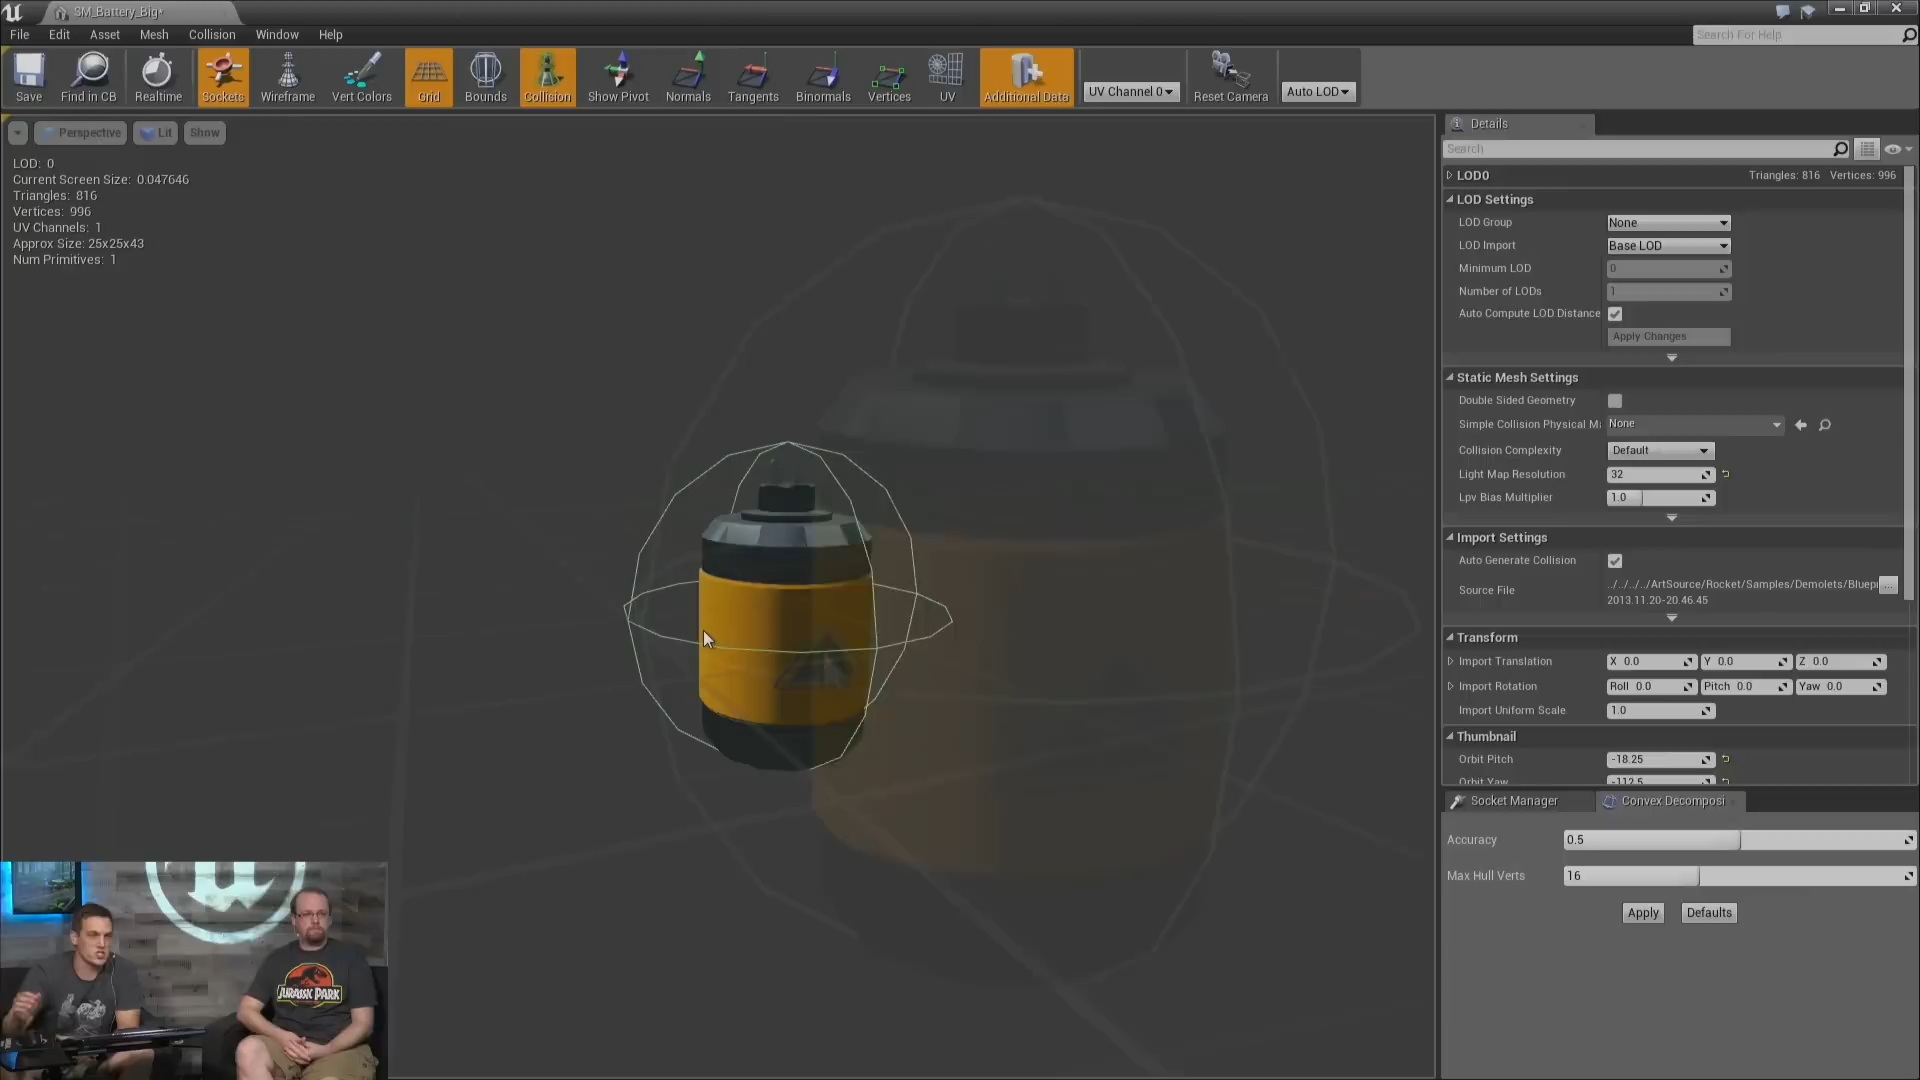 SM_Battery_Big*
File Edit Asset Mesh Collision Window Help
Search For Help
Save Find in CB Realtime Sockets Wireframe Vert Colors Grid Bounds Collision Show Pivot Normals Tangents Binormals Vertices UV Additional Data UV Channel 0 Reset Camera Auto LOD
Perspective Lit Show
LOD: 0
Current Screen Size: 0.047646
Triangles: 816
Vertices: 996
UV Channels: 1
Approx Size: 25x25x43
Num Primitives: 1
Details
Search
LOD0 Triangles: 816 Vertices: 996
LOD Settings
LOD Group None
LOD Import Base LOD
Minimum LOD 0
Number of LODs 1
Auto Compute LOD Distance
Apply Changes
Static Mesh Settings
Double Sided Geometry
Simple Collision Physical M None
Collision Complexity Default
Light Map Resolution 32
Lpv Bias Multiplier 1.0
Import Settings
Auto Generate Collision
Source File ../../../../ArtSource/Rocket/Samples/Demolets/Bluepr ...
2013.11.20-20.46.45
Transform
Import Translation X 0.0 Y 0.0 Z 0.0
Import Rotation Roll 0.0 Pitch 0.0 Yaw 0.0
Import Uniform Scale 1.0
Thumbnail
Orbit Pitch -18.25
Orbit Yaw -112.5
Socket Manager Convex Decomposi
Accuracy 0.5
Max Hull Verts 16
Apply Defaults
JURASSIC PARK